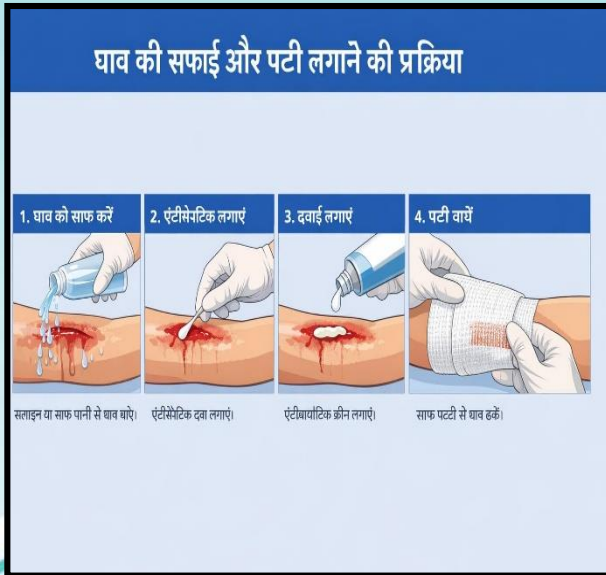 घाव की सफाई और पटी लगाने की प्रक्रिया
1. घाव को साफ करें
2. एंटीसेपटिक लगाएं
3. दवाई लगाएं
4. पटी वाधें
सलाइन या साफ पानी से घाव धाऐ।
एंटीसेप्टिक दवा लगाएं।
एंटीबायोटिक क्रीन लगाएं।
साफ पटटी से घाव ढकें।